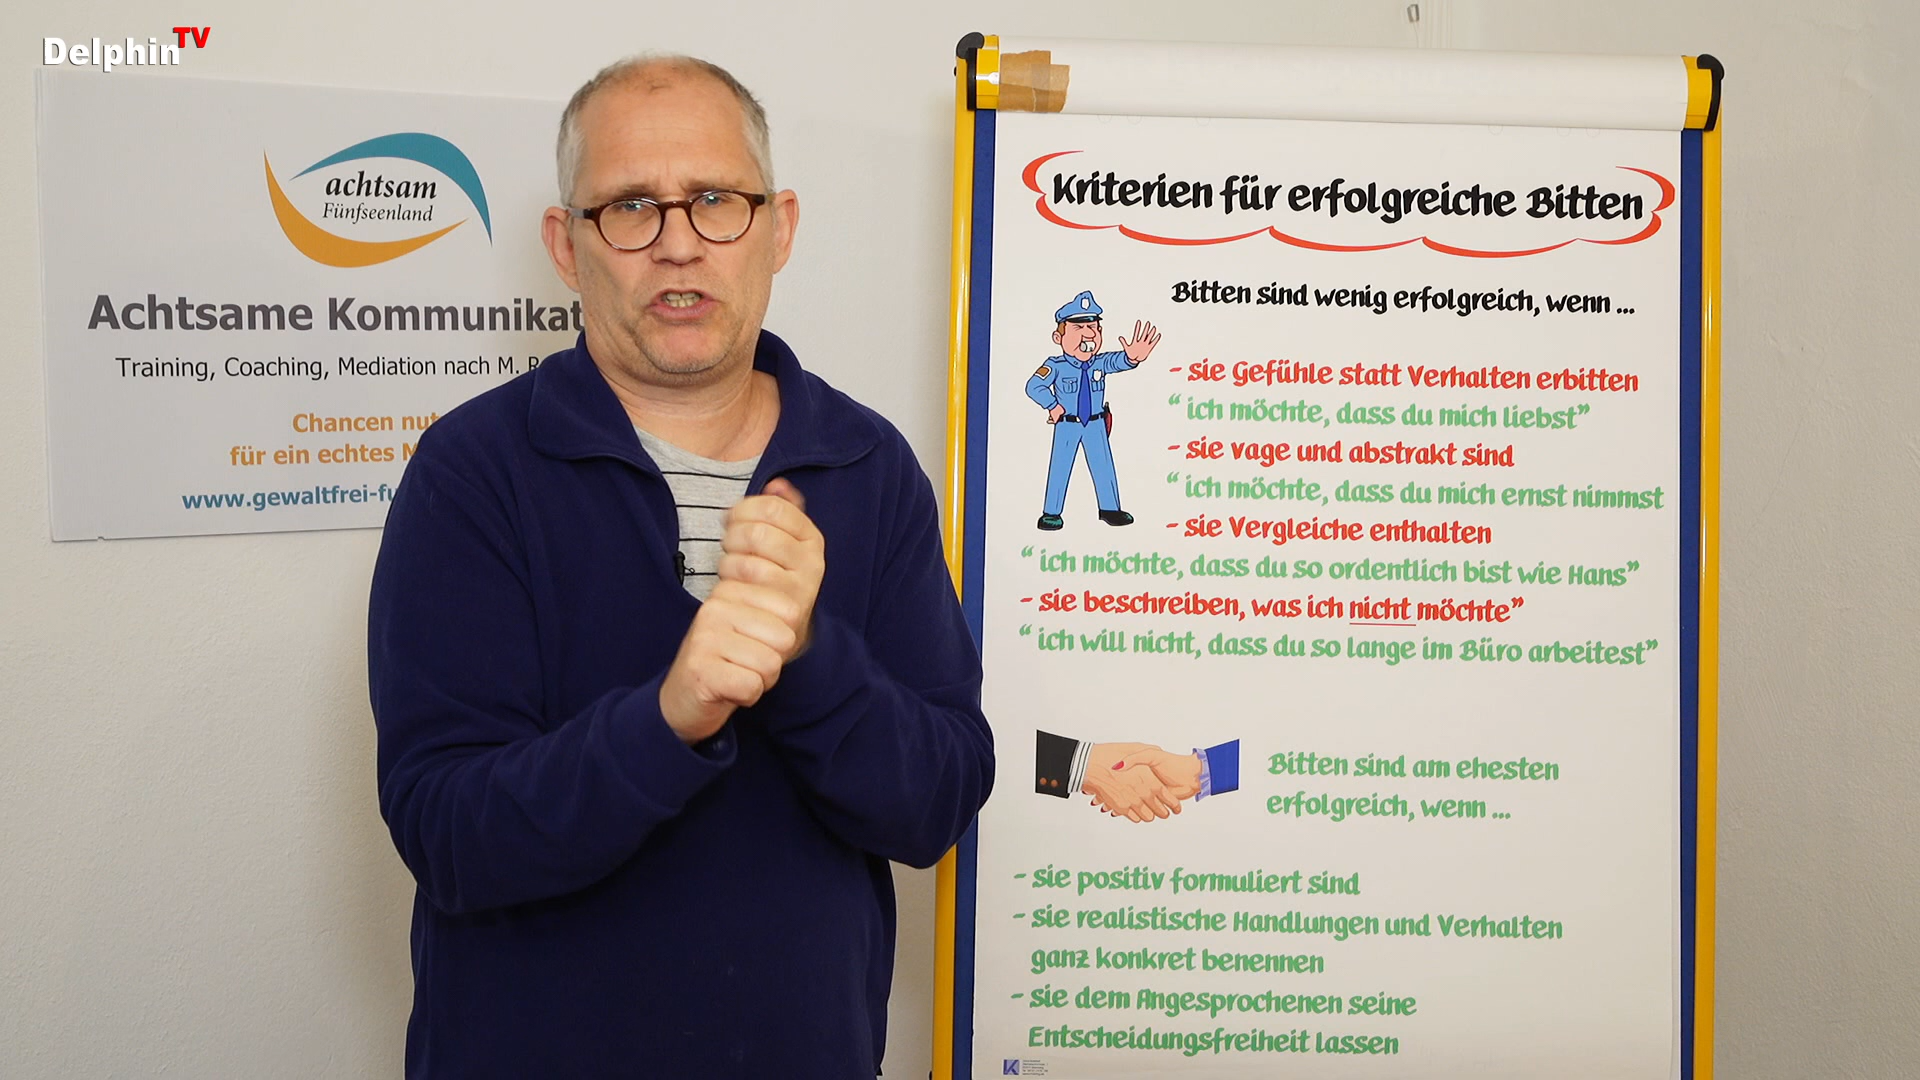 DelphinTV
achtsam
Fünfseenland
Achtsame Kommunikat
Training, Coaching, Mediation nach M. R
Chancen nut
für ein echtes M
www.gewaltfrei-fu
Kriterien für erfolgreiche Bitten
Bitten sind wenig erfolgreich, wenn ...
- sie Gefühle statt Verhalten erbitten
“ich möchte, dass du mich liebst”
- sie vage und abstrakt sind
“ich möchte, dass du mich ernst nimmst
- sie Vergleiche enthalten
“ich möchte, dass du so ordentlich bist wie Hans”
- sie beschreiben, was ich nicht möchte”
“ich will nicht, dass du so lange im Büro arbeitest”
Bitten sind am ehesten
erfolgreich, wenn ...
- sie positiv formuliert sind
- sie realistische Handlungen und Verhalten
ganz konkret benennen
- sie dem Angesprochenen seine
Entscheidungsfreiheit lassen